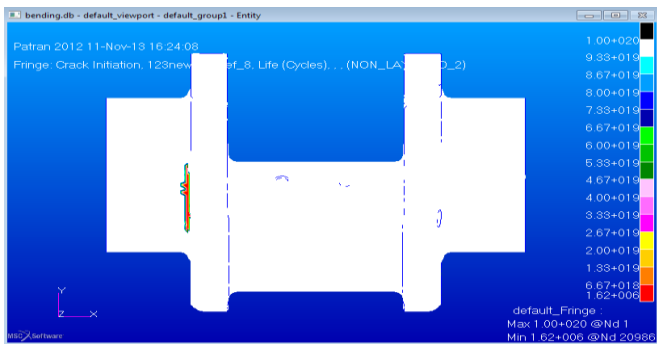 bending.db - default_viewport - default_group1 - Entity
Patran 2012 11-Nov-13 16:24:08
Fringe: Crack Initiation, 123new ef_8, Life (Cycles), . . (NON_LA O_2)
1.00+020
9.33+019
8.67+019
8.00+019
7.33+019
6.67+019
6.00+019
5.33+019
4.67+019
4.00+019
3.33+019
2.67+019
2.00+019
1.33+019
6.67+018
1.62+006
Y
Z X
default_Fringe :
Max 1.00+020 @Nd 1
Min 1.62+006 @Nd 20986
MSC Software